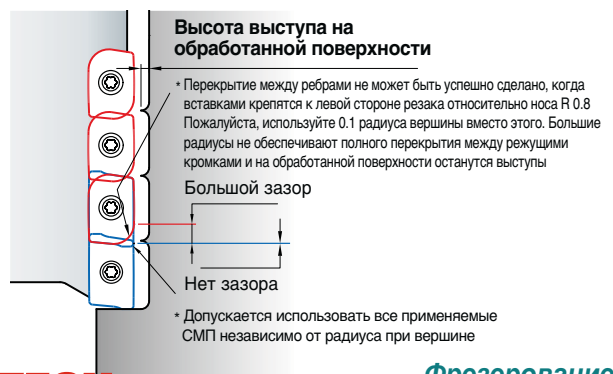 Высота выступа на
обработанной поверхности
* Перекрытие между ребрами не может быть успешно сделано, когда
вставками крепятся к левой стороне резака относительно носа R 0.8
Пожалуйста, используйте 0.1 радиуса вершины вместо этого. Большие
радиусы не обеспечивают полного перекрытия между режущими
кромками и на обработанной поверхности останутся выступы
Большой зазор
Нет зазора
* Допускается использовать все применяемые
СМП независимо от радиуса при вершине
Фрезерование